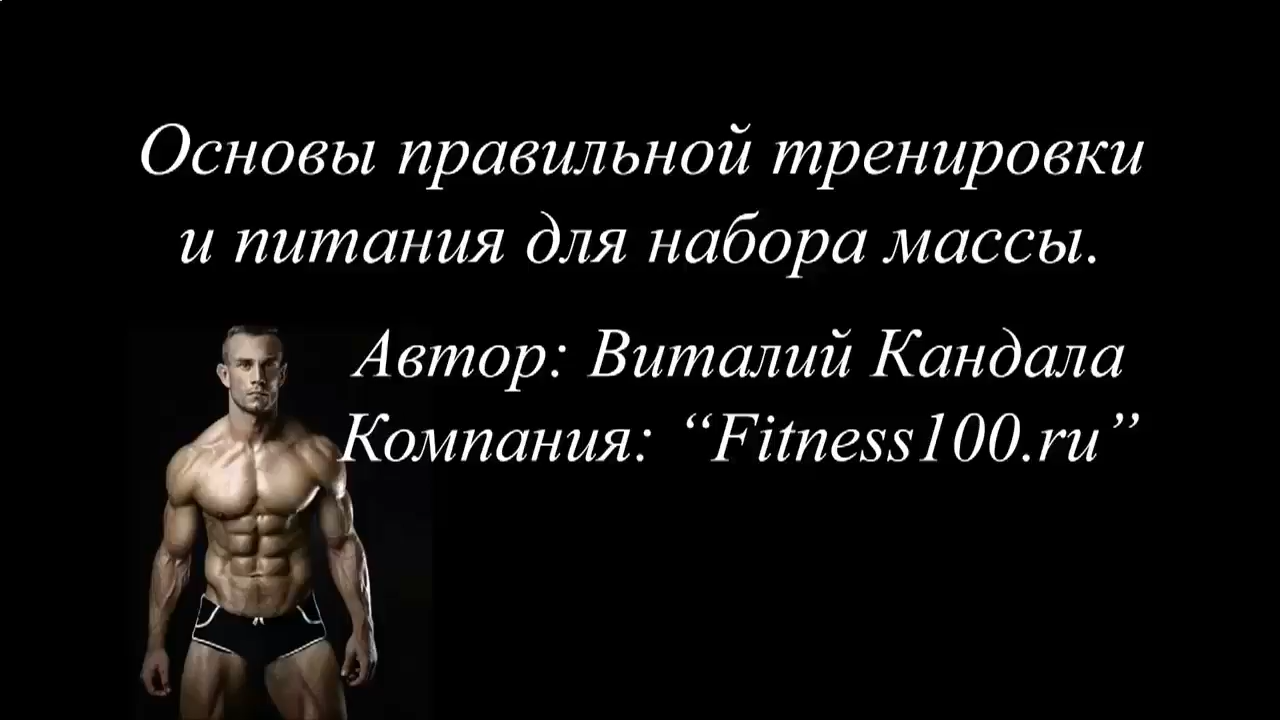 Основы правильной тренировки
и питания для набора массы.
Автор: Виталий Кандала
Компания: “Fitness100.ru”